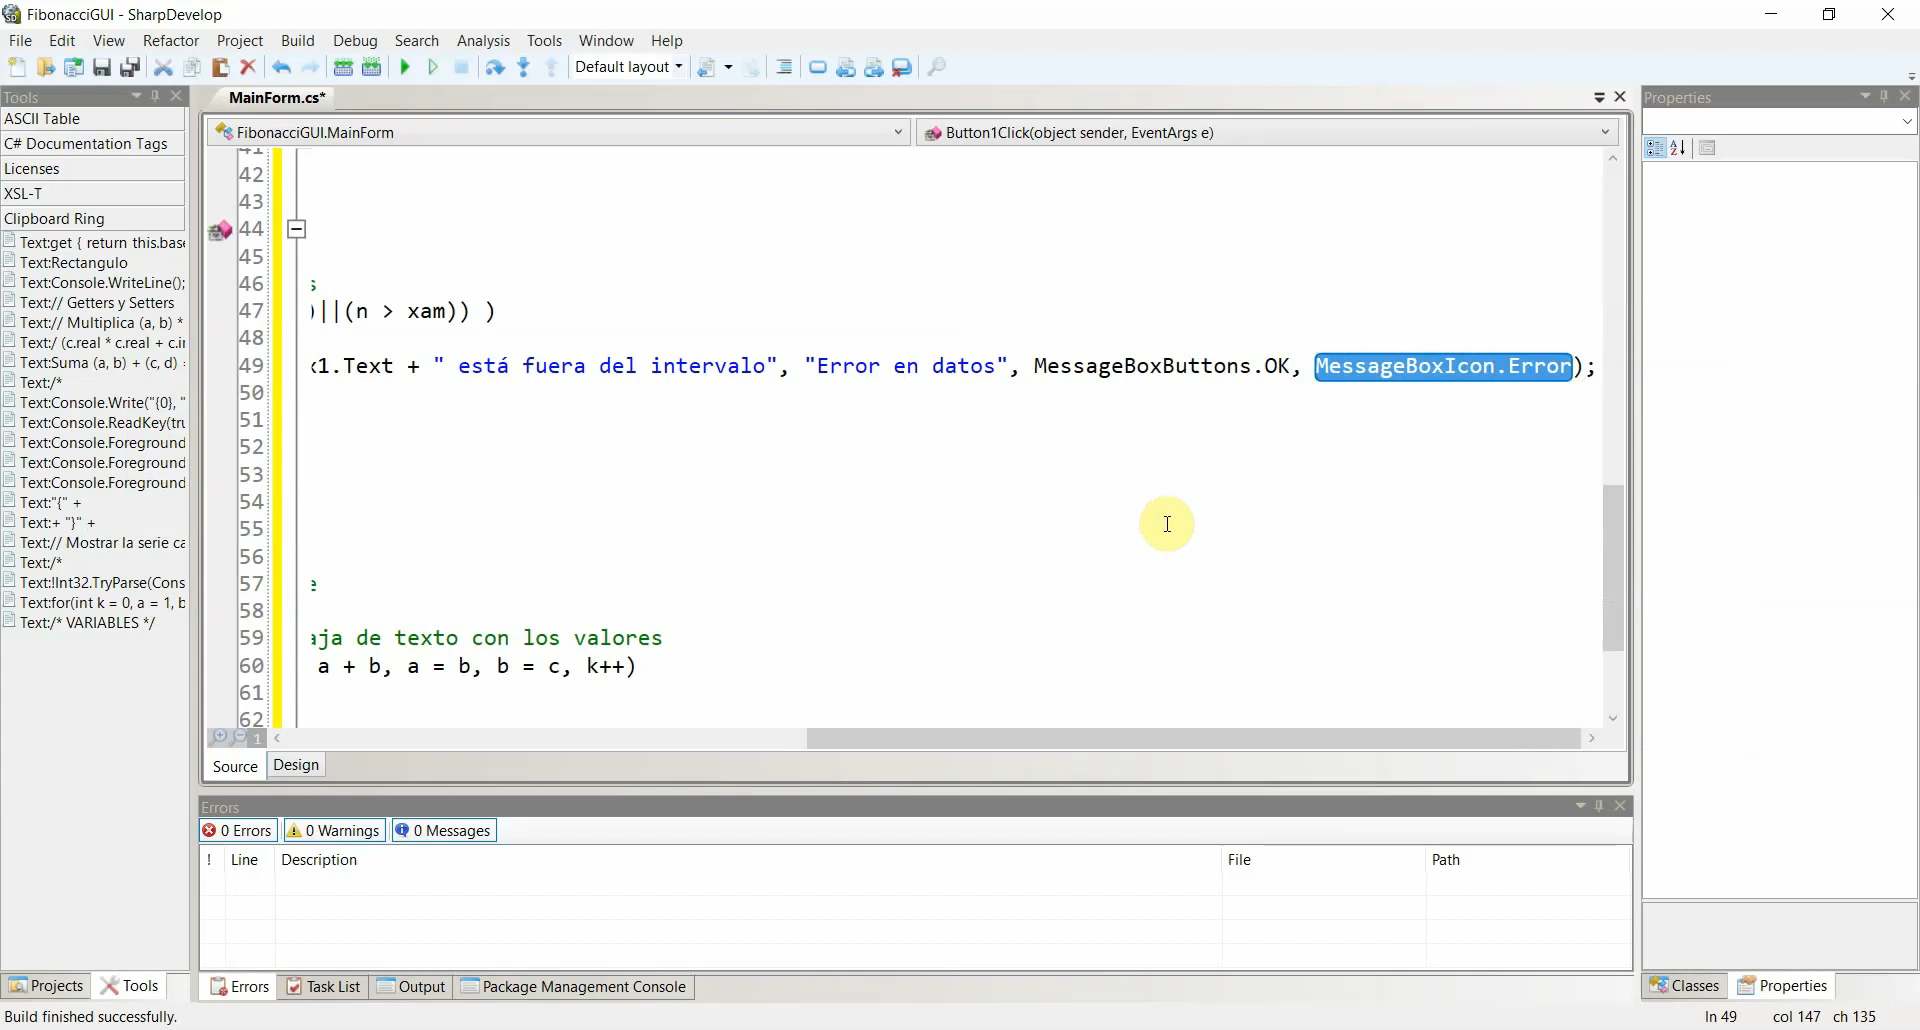 FibonacciGUI - SharpDevelop
File Edit View Refactor Project Build Debug Search Analysis Tools Window Help
Default layout
Tools
ASCII Table
C# Documentation Tags
Licenses
XSL-T
Clipboard Ring
Text:get { return this.base
Text:Rectangulo
Text:Console.WriteLine();
Text:// Getters y Setters
Text:// Multiplica (a, b) *
Text:/ (c.real * c.real + c.i
Text:Suma (a, b) + (c, d)
Text:/*
Text:Console.Write("{0}, "
Text:Console.ReadKey(tru
Text:Console.Foreground
Text:Console.Foreground
Text:Console.Foreground
Text:"{" +
Text:+ "}" +
Text:// Mostrar la serie ca
Text:/*
Text:!Int32.TryParse(Cons
Text:for(int k = 0, a = 1, b
Text:/* VARIABLES */
Projects Tools
MainForm.cs*
FibonacciGUI.MainForm
Button1Click(object sender, EventArgs e)
41
42
43
44
45
46 s
47 )||(n > xam)) )
48
49 x1.Text + " está fuera del intervalo", "Error en datos", MessageBoxButtons.OK, MessageBoxIcon.Error);
50
51
52
53
54
55
56
57 e
58
59 aja de texto con los valores
60 a + b, a = b, b = c, k++)
61
62
1
Source Design
Errors
0 Errors 0 Warnings 0 Messages
! Line Description File Path
Errors Task List Output Package Management Console
Properties
Classes Properties
Build finished successfully.
ln 49 col 147 ch 135